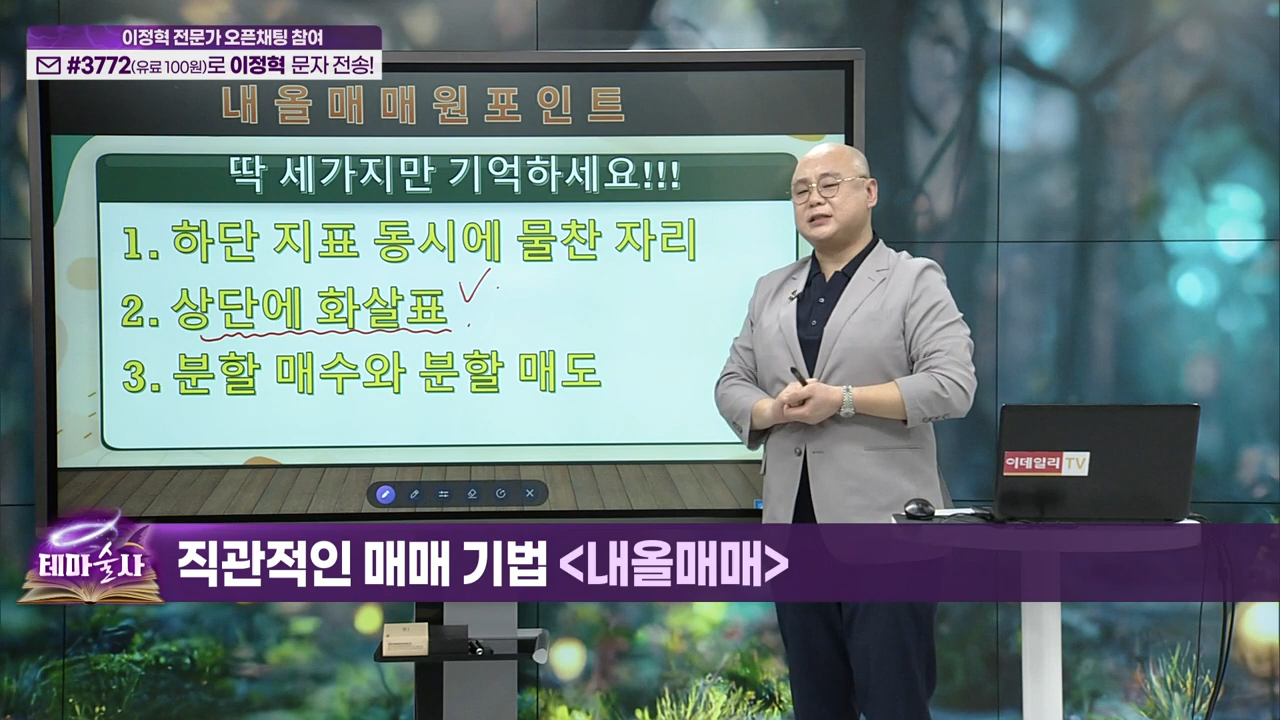 이정혁 전문가 오픈채팅 참여
#3772(유료 100원)로 이정혁 문자 전송!
내올매매원포인트
딱 세가지만 기억하세요!!!
1. 하단 지표 동시에 물찬 자리
2. 상단에 화살표
3. 분할 매수와 분할 매도
이데일리 TV
테마술사
직관적인 매매 기법 <내올매매>